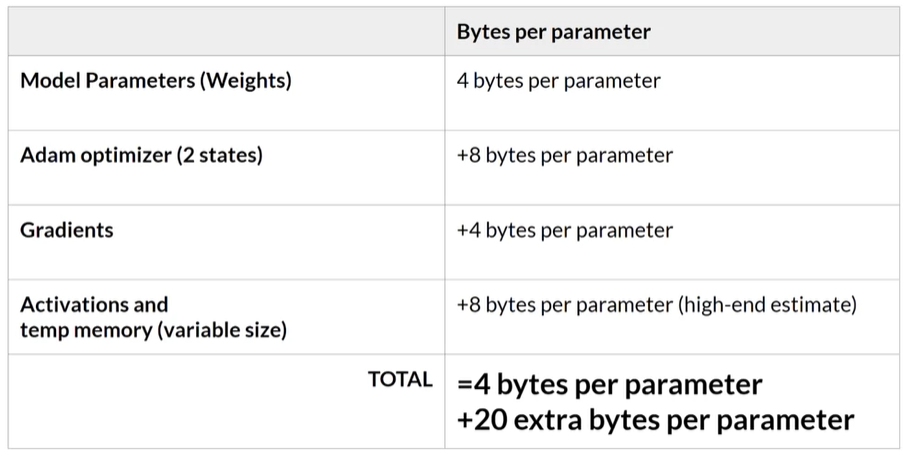 Bytes per parameter
Model Parameters (Weights)
4 bytes per parameter
Adam optimizer (2 states)
+8 bytes per parameter
Gradients
+4 bytes per parameter
Activations and
temp memory (variable size)
+8 bytes per parameter (high-end estimate)
TOTAL
=4 bytes per parameter
+20 extra bytes per parameter